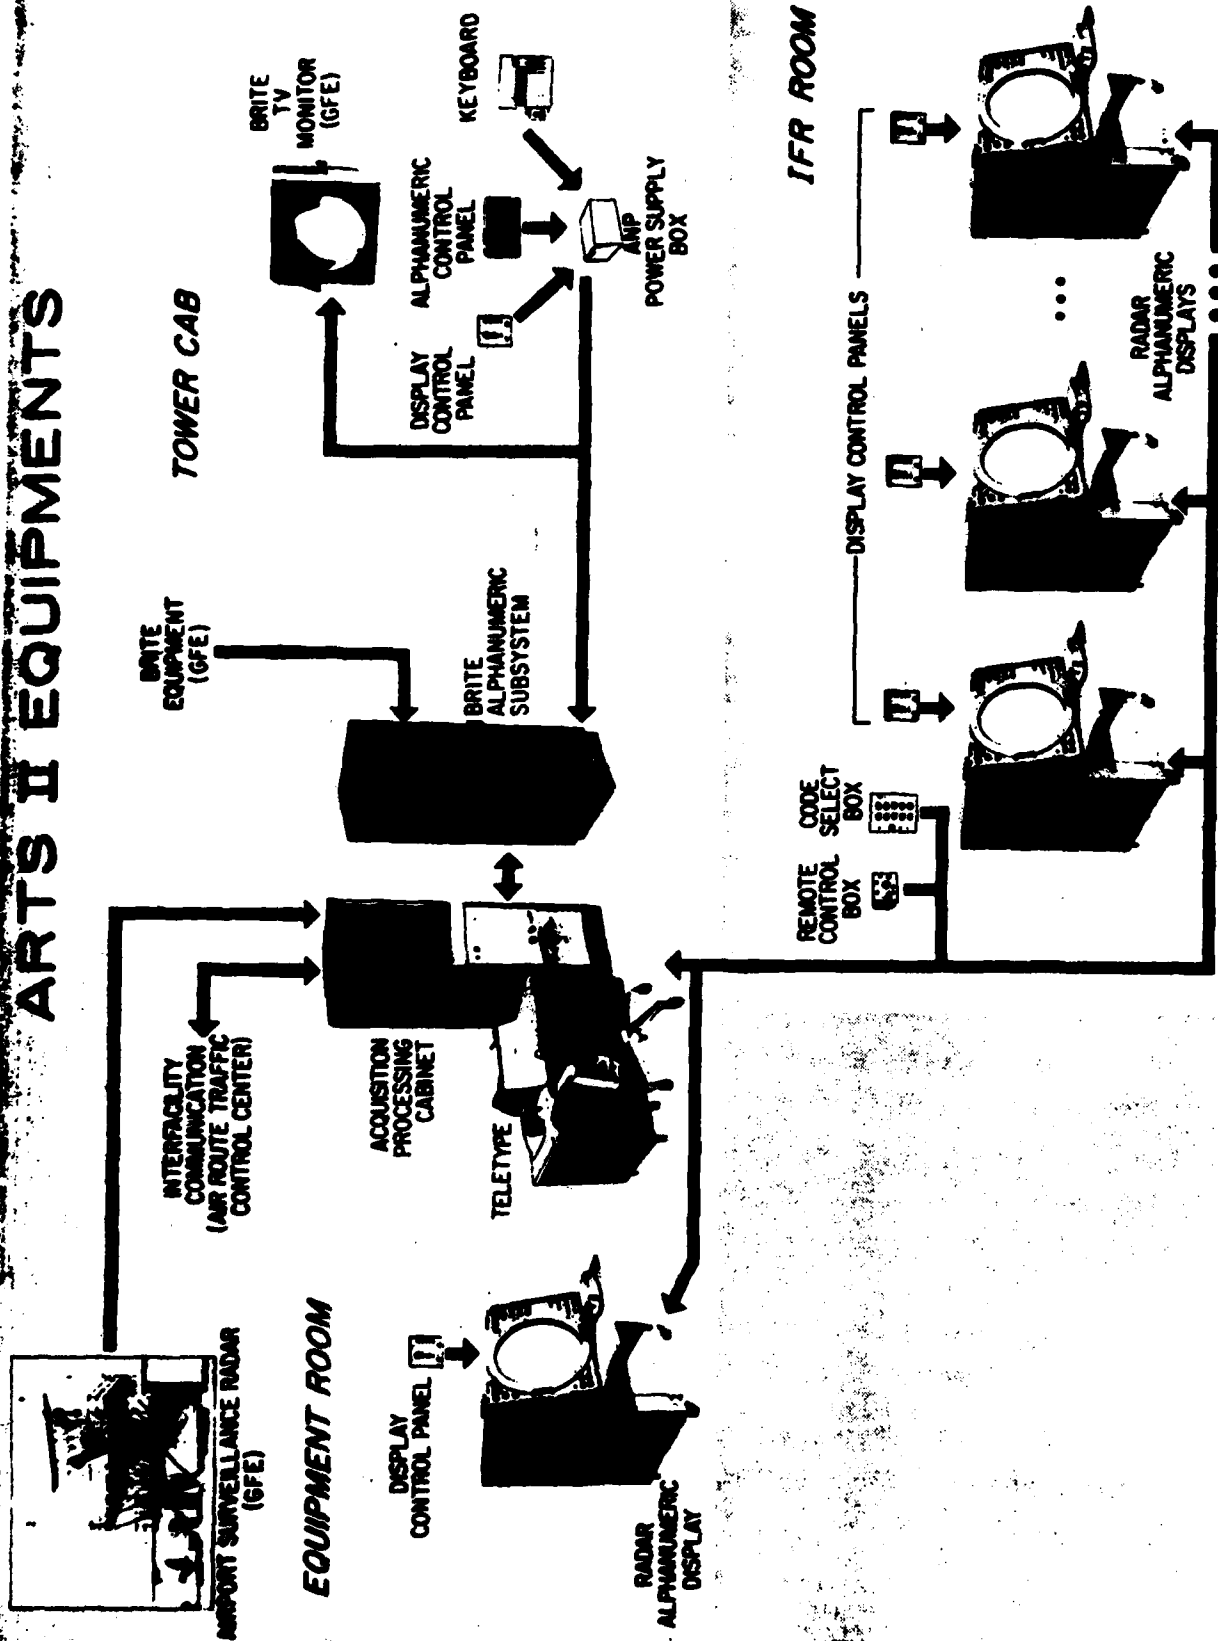 ARTS II EQUIPMENTS
AIRPORT SURVEILLANCE RADAR
(GFE)
INTERFACILITY
COMMUNICATION
(AIR ROUTE TRAFFIC
CONTROL CENTER)
BRITE
EQUIPMENT
(GFE)
TOWER CAB
BRITE
TV
MONITOR
(GFE)
EQUIPMENT ROOM
DISPLAY
CONTROL PANEL
ACQUISITION
PROCESSING
CABINET
TELETYPE
BRITE
ALPHANUMERIC
SUBSYSTEM
DISPLAY
CONTROL
PANEL
ALPHANUMERIC
CONTROL
PANEL
KEYBOARD
ANP
POWER SUPPLY
BOX
RADAR
ALPHANUMERIC
DISPLAY
IFR ROOM
REMOTE
CONTROL
BOX
CODE
SELECT
BOX
DISPLAY CONTROL PANELS
RADAR
ALPHANUMERIC
DISPLAYS